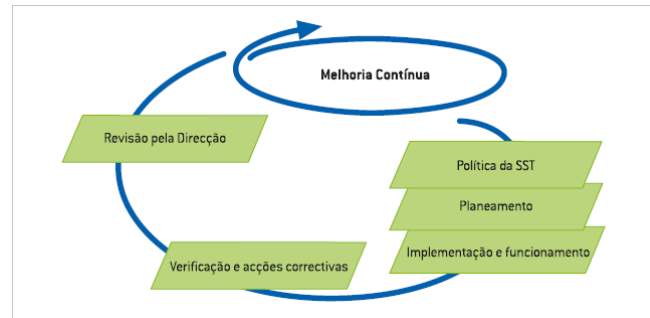 Melhoria Contínua
Revisão pela Direcção
Política da SST
Planeamento
Implementação e funcionamento
Verificação e acções correctivas